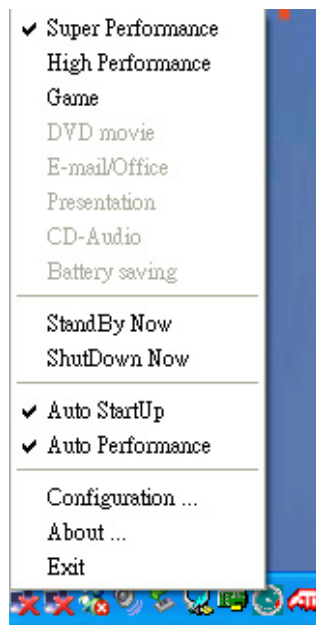 Super Performance
High Performance
Game
DVD movie
E-mail/Office
Presentation
CD-Audio
Battery saving
StandBy Now
ShutDown Now
Auto StartUp
Auto Performance
Configuration ...
About ...
Exit